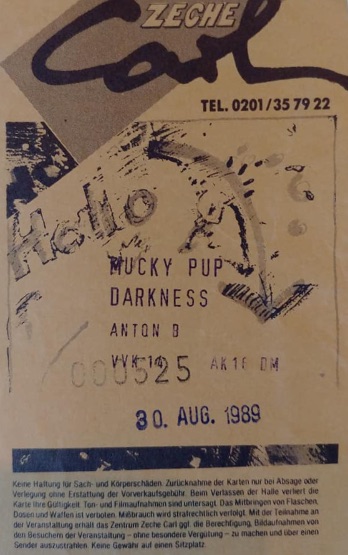 ZECHE
Carl
TEL. 0201/35 79 22
Hallo
MUCKY PUP
DARKNESS
ANTON B
VVK 14 AK 16 DM
000525
30. AUG. 1989
Keine Haftung für Sach- und Körperschäden. Zurücknahme der Karten nur bei Absage oder
Verlegung ohne Erstattung der Vorverkaufsgebühr. Beim Verlassen der Halle verliert die
Karte ihre Gültigkeit. Ton- und Filmaufnahmen sind untersagt. Das Mitbringen von Flaschen,
Dosen und Waffen ist verboten. Mißbrauch wird strafrechtlich verfolgt. Mit der Teilnahme an
der Veranstaltung erhält das Zentrum Zeche Carl ggf. die Berechtigung, Bildaufnahmen von
den Besuchern der Veranstaltung – ohne besondere Vergütung – zu machen und über einen
Sender auszustrahlen. Keine Gewähr auf einen Sitzplatz.